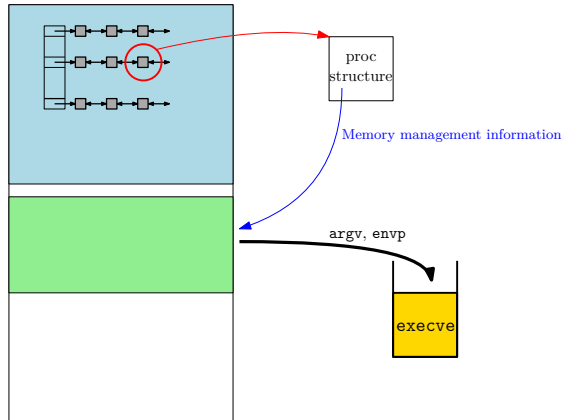 proc
structure
Memory management information
argv, envp
execve